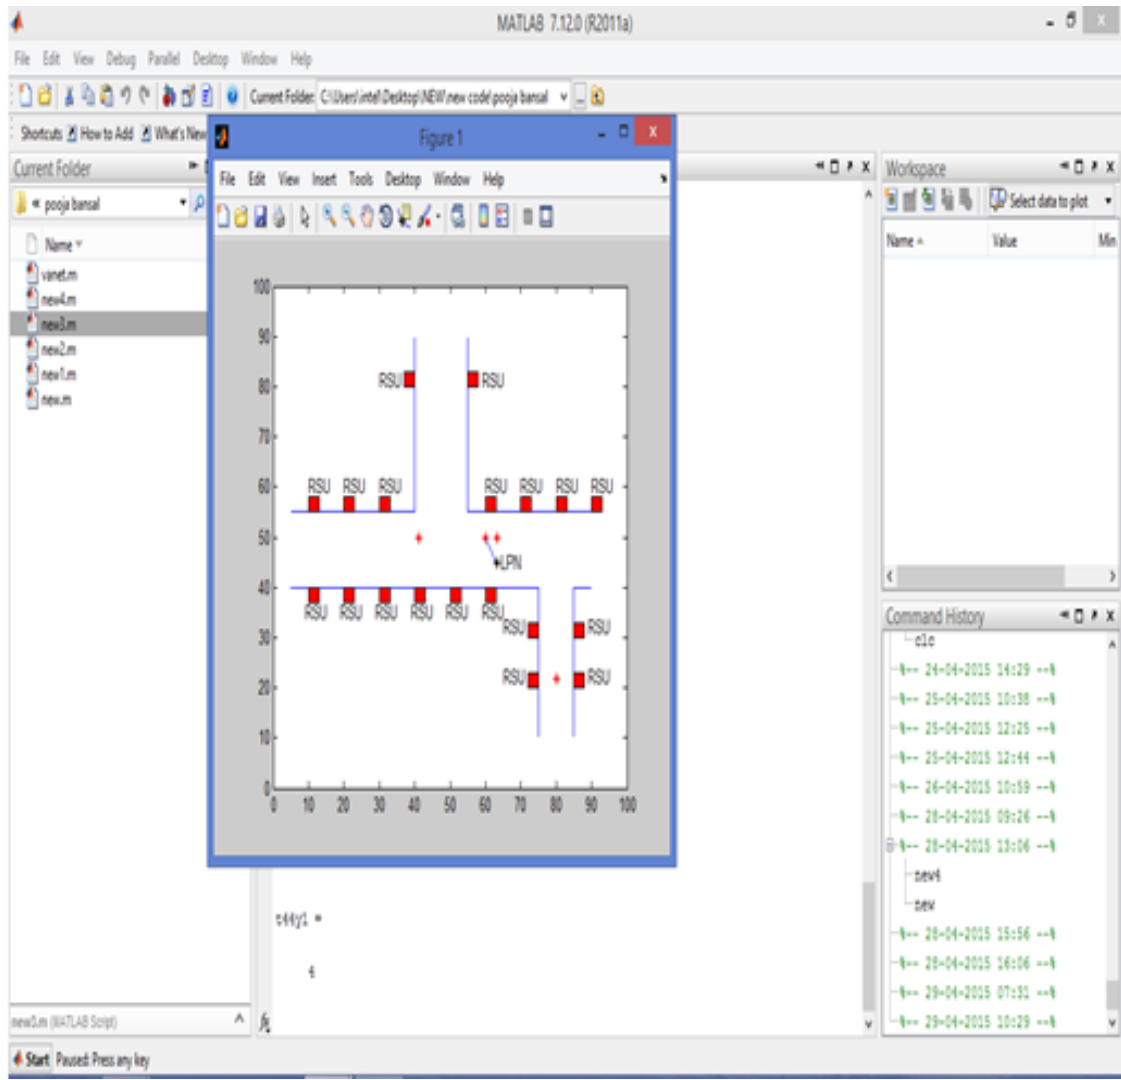 MATLAB 7.12.0 (R2011a)
File Edit View Debug Parallel Desktop Window Help
Current Folder: C:\Users\intel\Desktop\NEW\new code\pooja bansal
Shortcuts How to Add What's New
Current Folder
« pooja bansal
Name
vanet.m
new4.m
new3.m
new2.m
new1.m
new.m
Figure 1
File Edit View Insert Tools Desktop Window Help
100
90
RSU RSU
80
70
RSU RSU RSU RSU RSU RSU RSU
60
50
LPN
40
RSU RSU RSU RSU RSU RSU
RSU RSU
30
RSU RSU
20
10
0
0 10 20 30 40 50 60 70 80 90 100
t44y1 =
4
fx
Workspace
Select data to plot
Name Value Min
Command History
clc
%-- 24-04-2015 14:29 --%
%-- 25-04-2015 10:38 --%
%-- 25-04-2015 12:25 --%
%-- 25-04-2015 12:44 --%
%-- 26-04-2015 10:59 --%
%-- 28-04-2015 09:26 --%
%-- 28-04-2015 13:06 --%
new4
new
%-- 28-04-2015 15:56 --%
%-- 28-04-2015 16:06 --%
%-- 29-04-2015 07:31 --%
%-- 29-04-2015 10:29 --%
new3.m (MATLAB Script)
Start Paused: Press any key